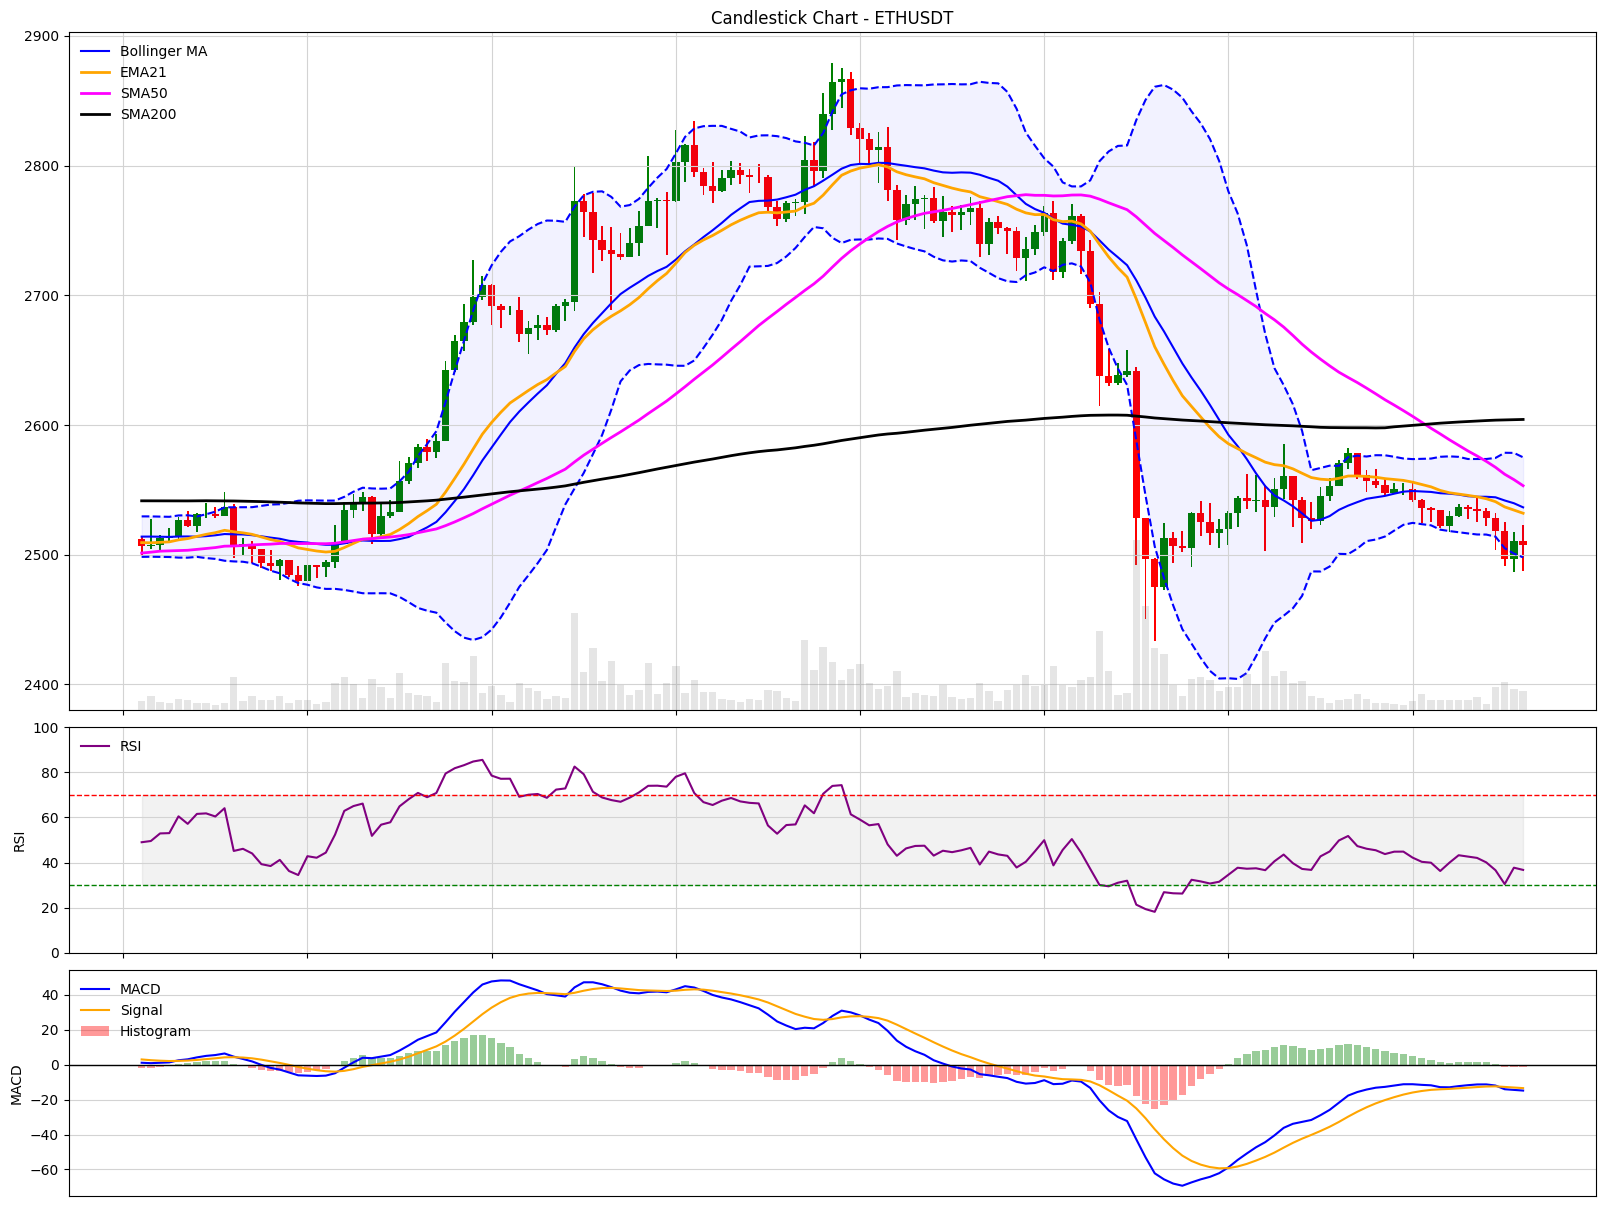 Candlestick Chart - ETHUSDT
Bollinger MA
EMA21
SMA50
SMA200
2900
2800
2700
2600
2500
2400
RSI
100
80
60
40
20
0
RSI
MACD
Signal
Histogram
40
20
0
−20
−40
−60
MACD